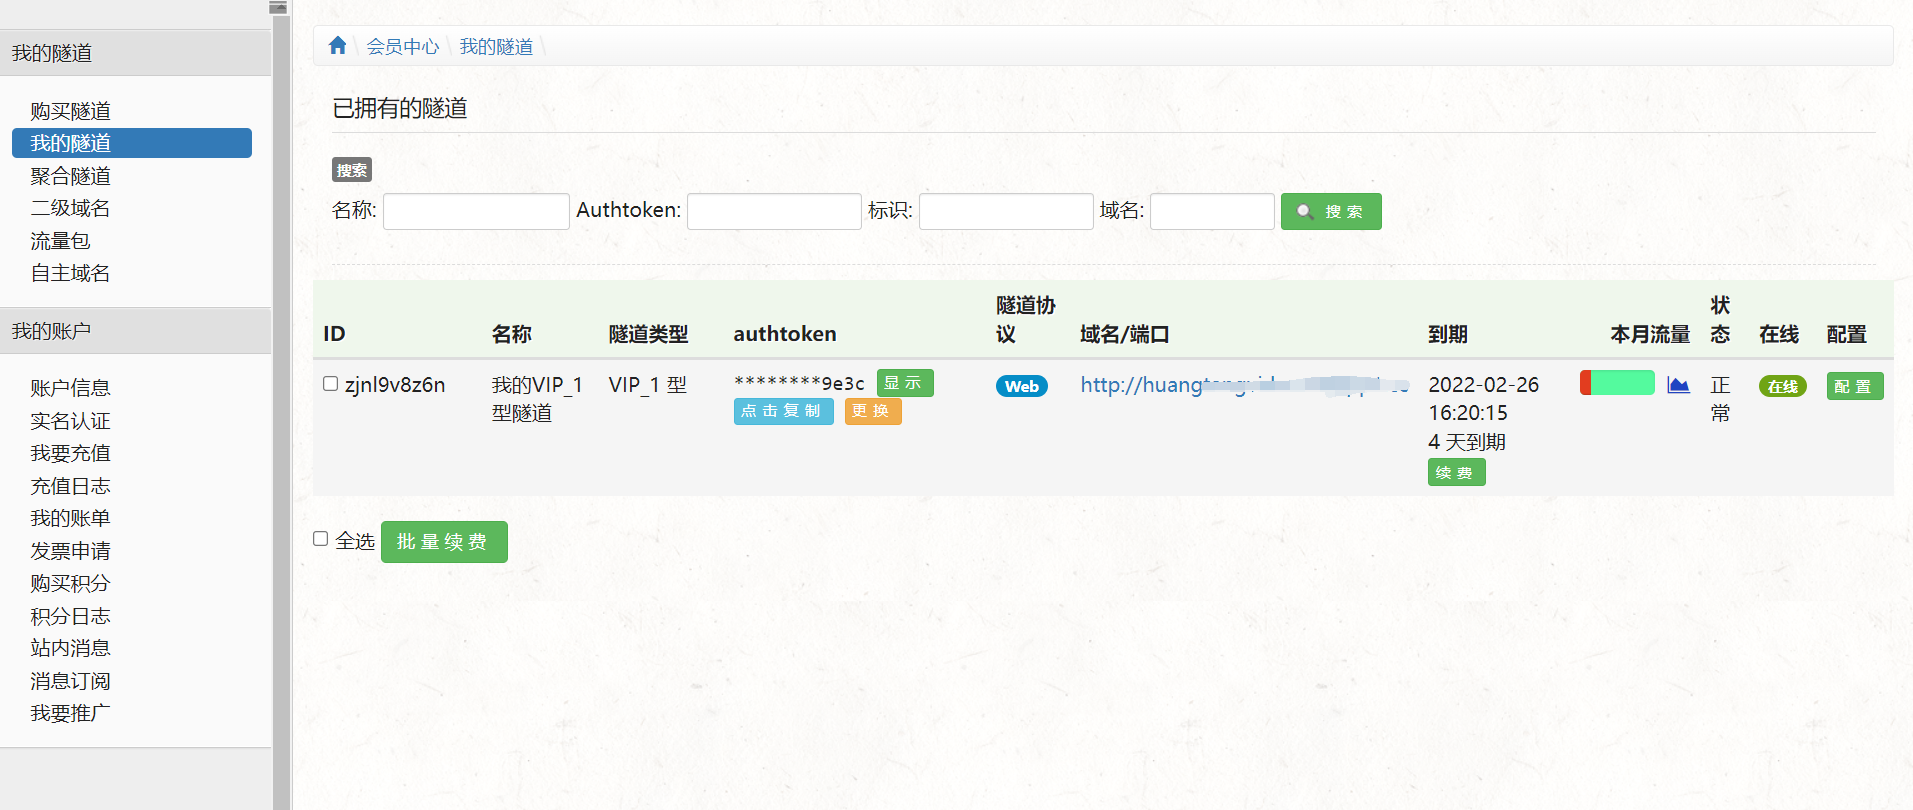 我的隧道
购买隧道
我的隧道
聚合隧道
二级域名
流量包
自主域名
我的账户
账户信息
实名认证
我要充值
充值日志
我的账单
发票申请
购买积分
积分日志
站内消息
消息订阅
我要推广
会员中心 我的隧道
已拥有的隧道
搜索
名称: Authtoken: 标识: 域名: 搜索
ID 名称 隧道类型 authtoken 隧道协议 域名/端口 到期 本月流量 状态 在线 配置
zjnl9v8z6n 我的VIP_1 VIP_1 型 ********9e3c 显示 Web 2022-02-26 正 在线 配置
型隧道 点击复制 更换 16:20:15 常
4 天到期
续费
全选 批量续费